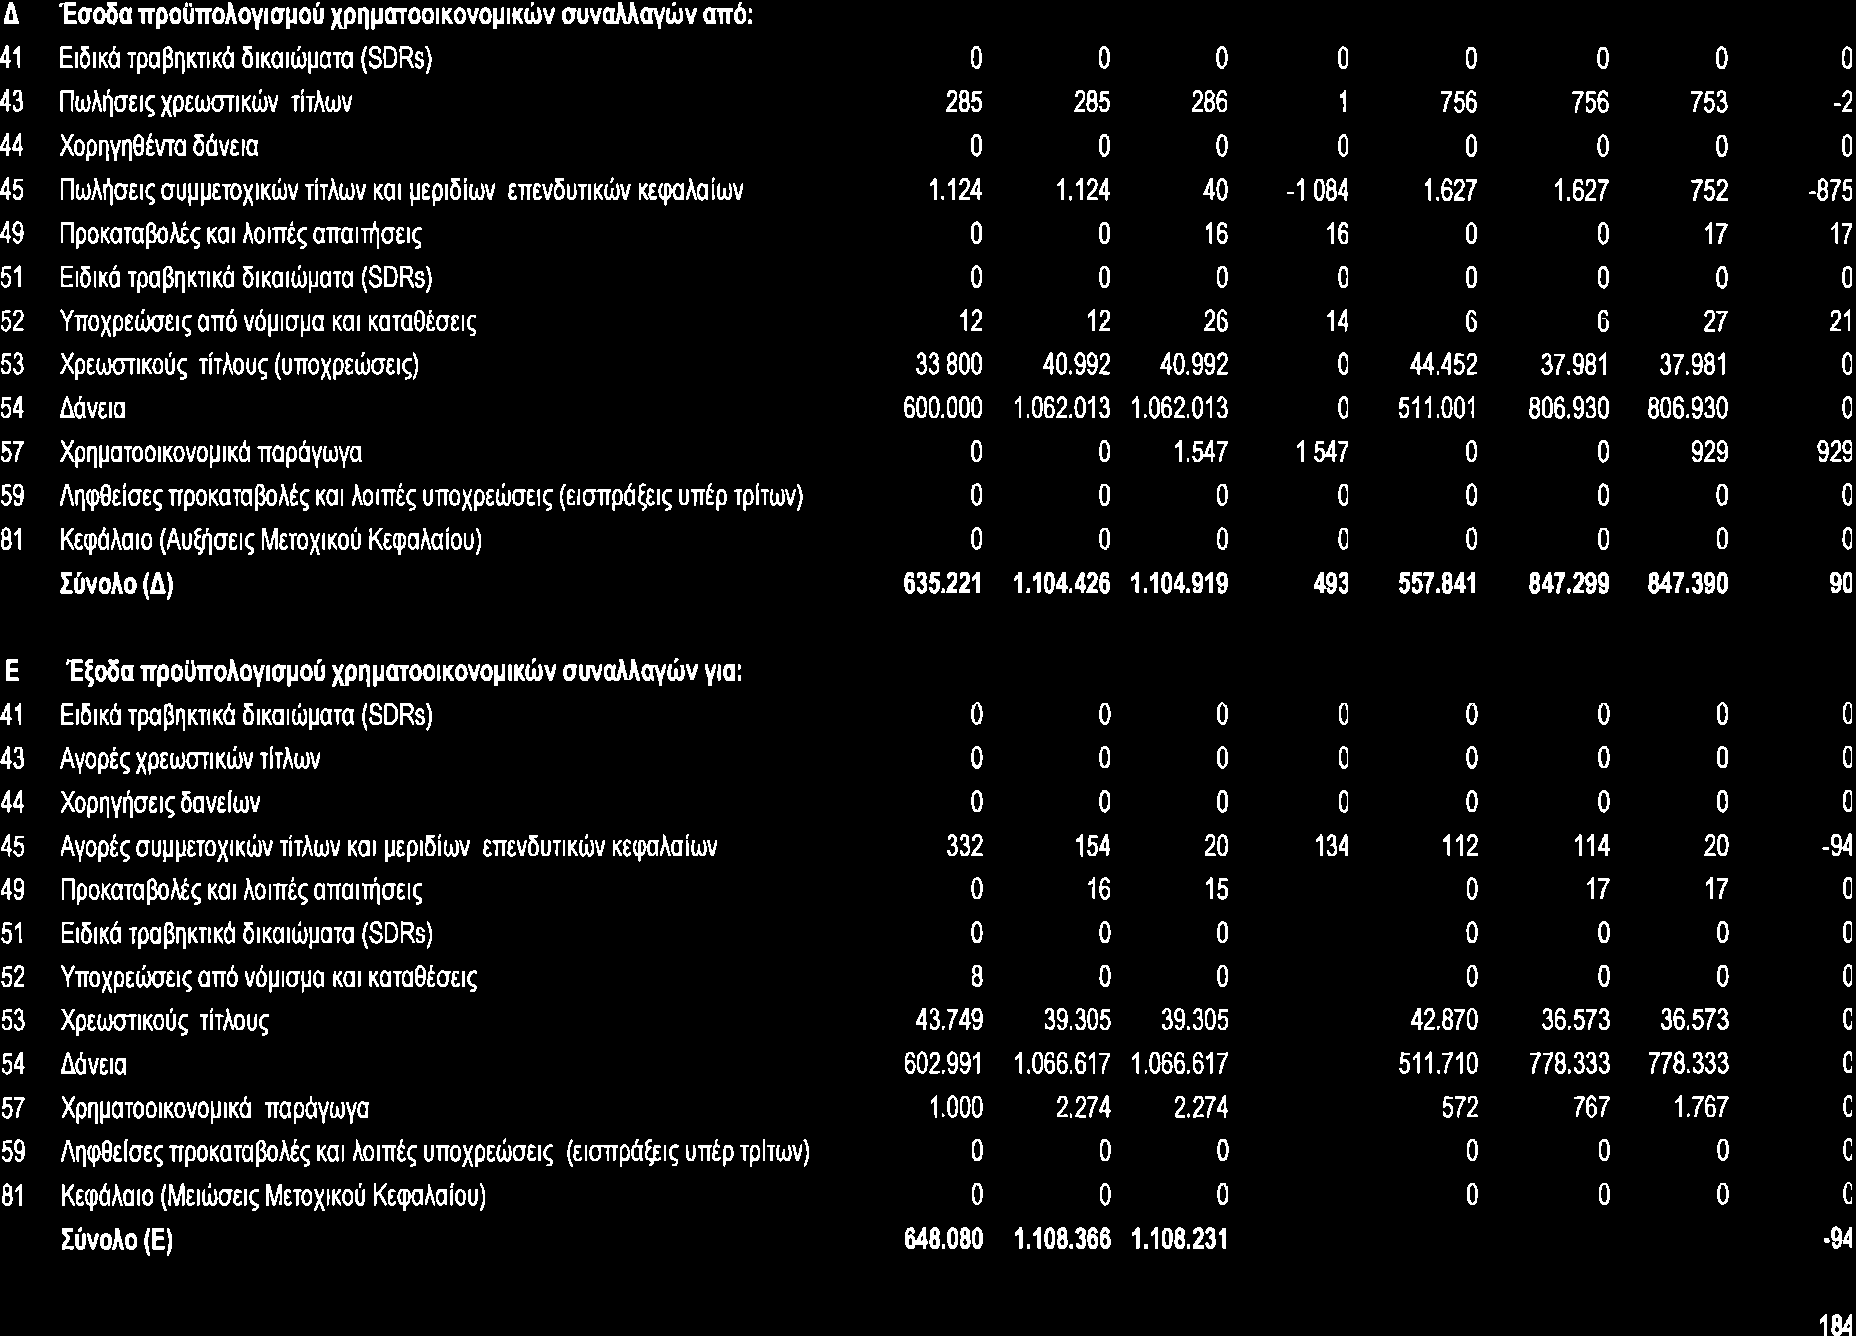 Δ Έσοδα προϋπολογισμού χρηματοοικονομικών συναλλαγών από:
41 Ειδικά τραβηκτικά δικαιώματα (SDRs) 0 0 0 0 0 0 0 0
43 Πωλήσεις χρεωστικών τίτλων 285 285 286 1 756 756 753 -2
44 Χορηγηθέντα δάνεια 0 0 0 0 0 0 0 0
45 Πωλήσεις συμμετοχικών τίτλων και μεριδίων επενδυτικών κεφαλαίων 1.124 1.124 40 -1 084 1.627 1.627 752 -875
49 Προκαταβολές και λοιπές απαιτήσεις 0 0 16 16 0 0 17 17
51 Ειδικά τραβηκτικά δικαιώματα (SDRs) 0 0 0 0 0 0 0 0
52 Υποχρεώσεις από νόμισμα και καταθέσεις 12 12 26 14 6 6 27 21
53 Χρεωστικούς τίτλους (υποχρεώσεις) 33 800 40.992 40.992 0 44.452 37.981 37.981 0
54 Δάνεια 600.000 1.062.013 1.062.013 0 511.001 806.930 806.930 0
57 Χρηματοοικονομικά παράγωγα 0 0 1.547 1 547 0 0 929 929
59 Ληφθείσες προκαταβολές και λοιπές υποχρεώσεις (εισπράξεις υπέρ τρίτων) 0 0 0 0 0 0 0 0
81 Κεφάλαιο (Αυξήσεις Μετοχικού Κεφαλαίου) 0 0 0 0 0 0 0 0
Σύνολο (Δ) 635.221 1.104.426 1.104.919 493 557.841 847.299 847.390 90
Ε Έξοδα προϋπολογισμού χρηματοοικονομικών συναλλαγών για:
41 Ειδικά τραβηκτικά δικαιώματα (SDRs) 0 0 0 0 0 0 0 0
43 Αγορές χρεωστικών τίτλων 0 0 0 0 0 0 0 0
44 Χορηγήσεις δανείων 0 0 0 0 0 0 0 0
45 Αγορές συμμετοχικών τίτλων και μεριδίων επενδυτικών κεφαλαίων 332 154 20 134 112 114 20 -94
49 Προκαταβολές και λοιπές απαιτήσεις 0 16 15 0 17 17 0
51 Ειδικά τραβηκτικά δικαιώματα (SDRs) 0 0 0 0 0 0 0
52 Υποχρεώσεις από νόμισμα και καταθέσεις 8 0 0 0 0 0 0
53 Χρεωστικούς τίτλους 43.749 39.305 39.305 42.870 36.573 36.573 0
54 Δάνεια 602.991 1.066.617 1.066.617 511.710 778.333 778.333 0
57 Χρηματοοικονομικά παράγωγα 1.000 2.274 2.274 572 767 1.767 0
59 Ληφθείσες προκαταβολές και λοιπές υποχρεώσεις (εισπράξεις υπέρ τρίτων) 0 0 0 0 0 0 0
81 Κεφάλαιο (Μειώσεις Μετοχικού Κεφαλαίου) 0 0 0 0 0 0 0
Σύνολο (Ε) 648.080 1.108.366 1.108.231 -94
184